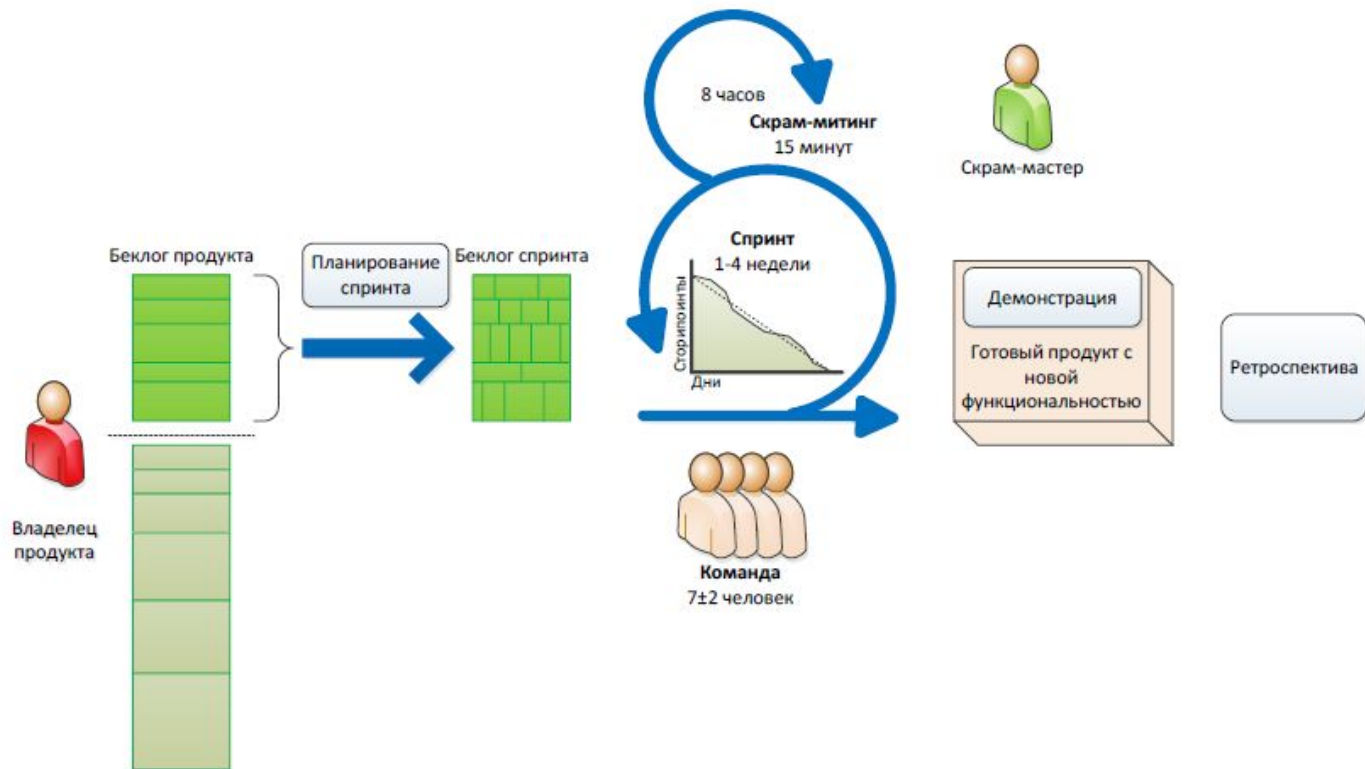 8 часов
Скрам-митинг
15 минут
Скрам-мастер
Беклог продукта
Планирование
спринта
Беклог спринта
Спринт
1-4 недели
Сторипоинты
Дни
Демонстрация
Готовый продукт с
новой
функциональностью
Ретроспектива
Владелец
продукта
Команда
7±2 человек